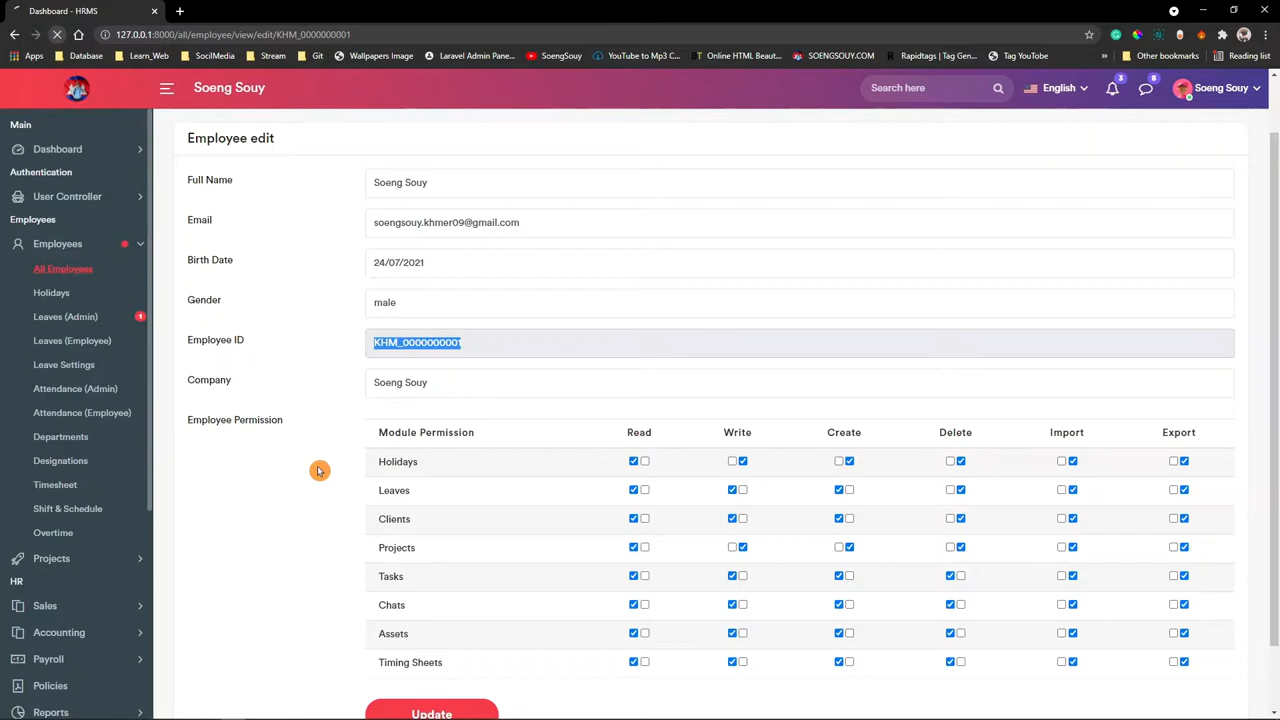 Dashboard - HRMS
127.0.0.1:8000/all/employee/view/edit/KHM_0000000001
Apps
Database
Learn_Web
SocilMedia
Stream
Git
Wallpapers Image
Laravel Admin Pane...
SoengSouy
YouTube to Mp3 C...
Online HTML Beaut...
SOENGSOUY.COM
Rapidtags | Tag Gen...
Tag YouTube
Other bookmarks
Reading list
Soeng Souy
Search here
English
3
6
Soeng Souy
Main
Dashboard
Authentication
User Controller
Employees
Employees
All Employees
Holidays
Leaves (Admin)
1
Leaves (Employee)
Leave Settings
Attendance (Admin)
Attendance (Employee)
Departments
Designations
Timesheet
Shift & Schedule
Overtime
Projects
HR
Sales
Accounting
Payroll
Policies
Reports
Employee edit
Full Name
Soeng Souy
Email
soengsouy.khmer09@gmail.com
Birth Date
24/07/2021
Gender
male
Employee ID
KHM_0000000001
Company
Soeng Souy
Employee Permission
Module Permission Read Write Create Delete Import Export
Holidays
Leaves
Clients
Projects
Tasks
Chats
Assets
Timing Sheets
Update